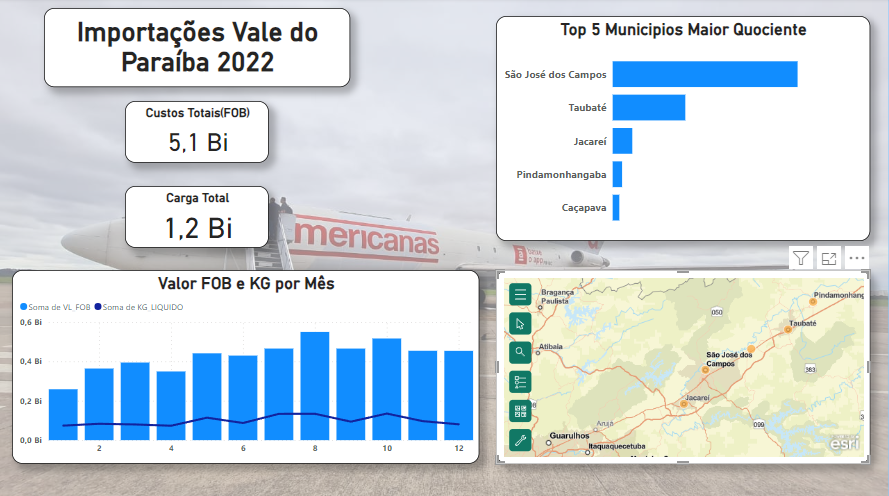 Importações Vale do
Paraíba 2022
Custos Totais(FOB)
5,1 Bi
Carga Total
1,2 Bi
mericanas
Top 5 Municipios Maior Quociente
São José dos Campos
Taubaté
Jacareí
Pindamonhangaba
Caçapava
Valor FOB e KG por Mês
Soma de VL_FOB Soma de KG_LIQUIDO
0,6 Bi
0,4 Bi
0,2 Bi
0,0 Bi
2 4 6 8 10 12
Bragança
Paulista
Pindamonhang
050
Taubaté
Atibaia
São José dos
Campos
383
Jacareí
Arujá
099
Guarulhos
Itaquaquecetuba
esri